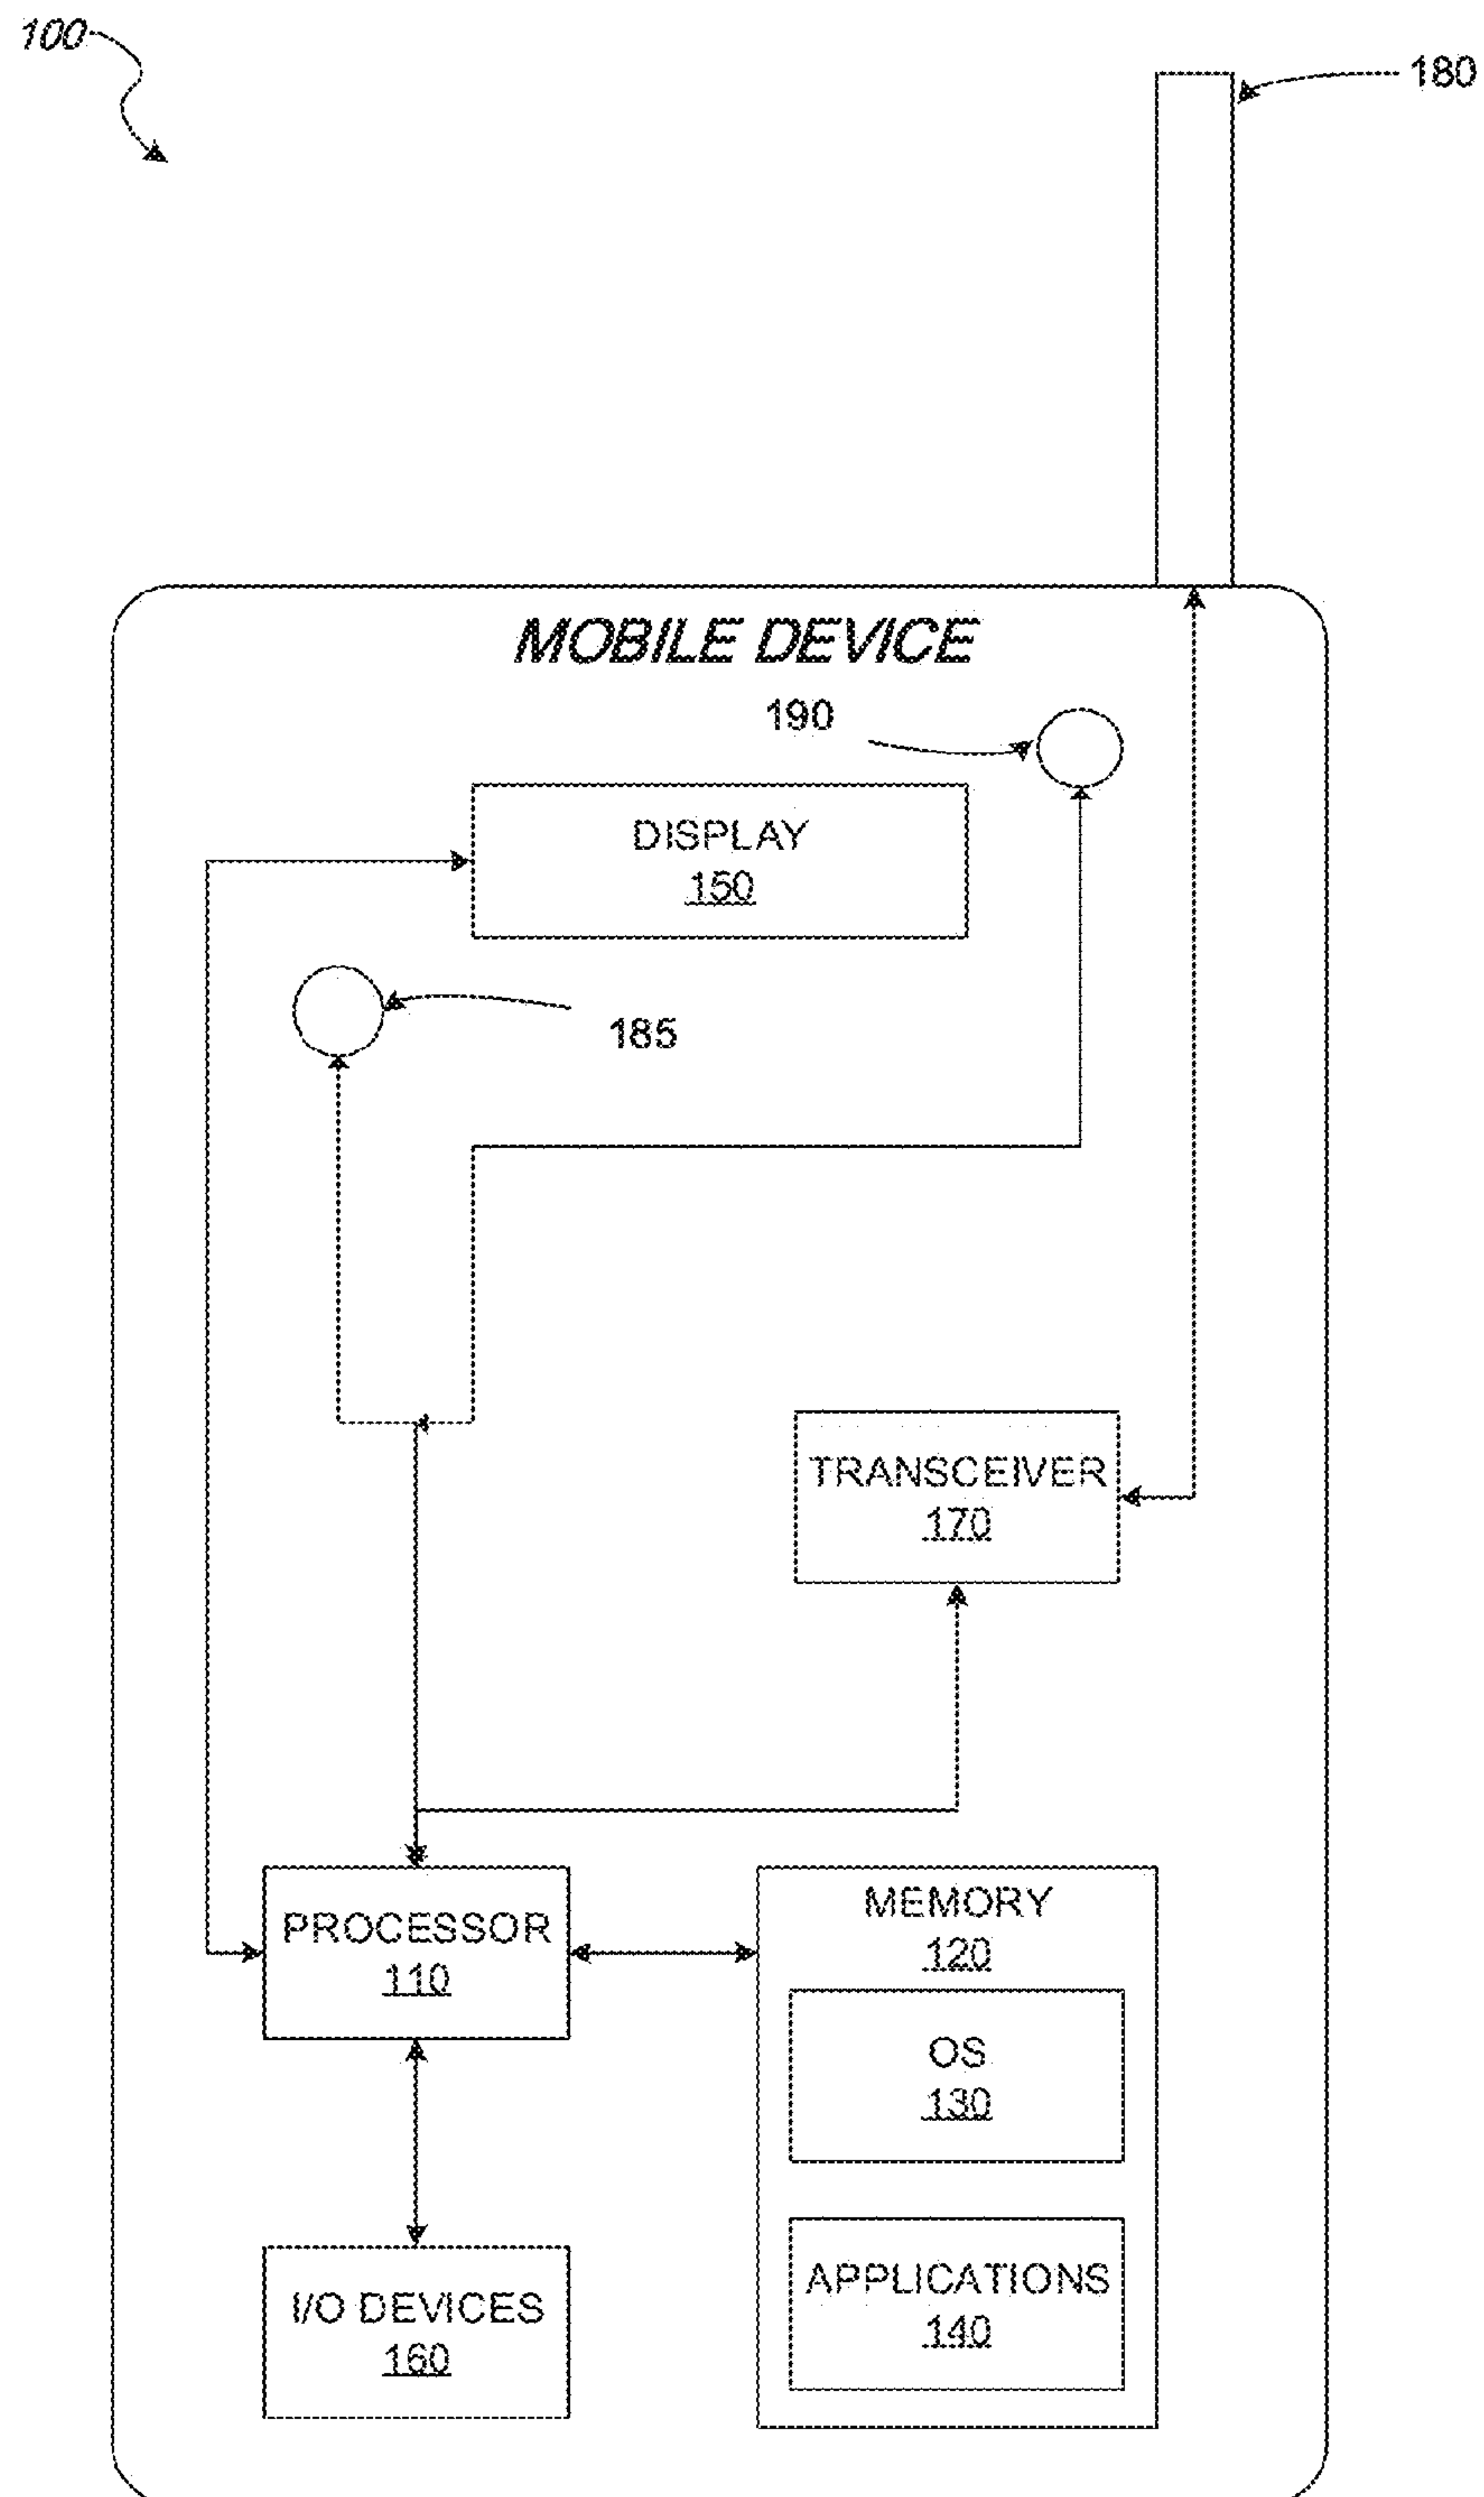 100
180
MOBILE DEVICE
190
DISPLAY
150
185
TRANSCEIVER
170
PROCESSOR
110
MEMORY
120
OS
130
APPLICATIONS
140
I/O DEVICES
160